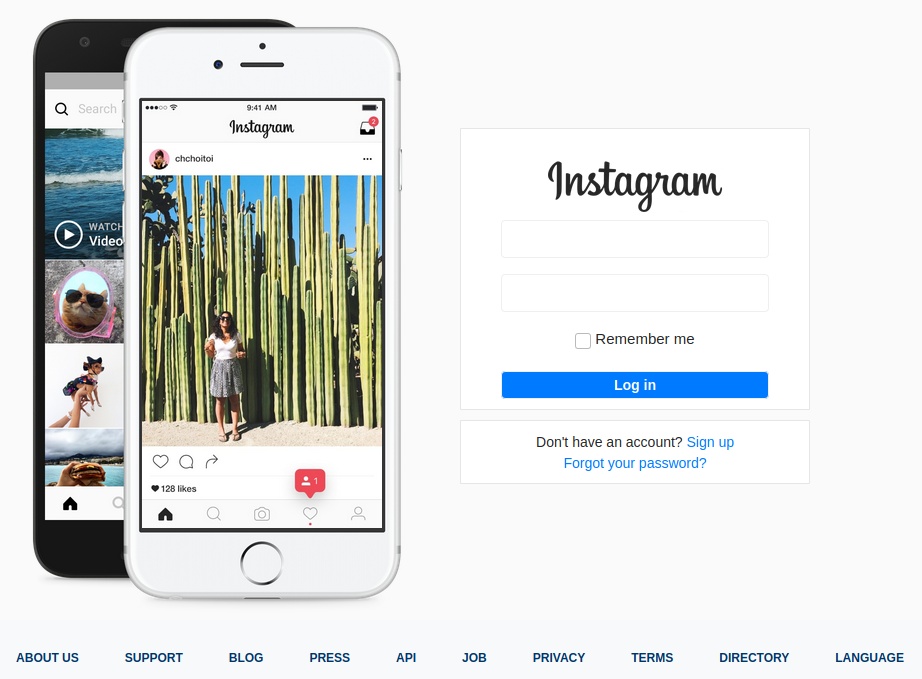 Search
WATCH
Video
9:41 AM
Instagram
2
chchoitoi
1
128 likes
Instagram
Remember me
Log in
Don't have an account? Sign up
Forgot your password?
ABOUT US SUPPORT BLOG PRESS API JOB PRIVACY TERMS DIRECTORY LANGUAGE